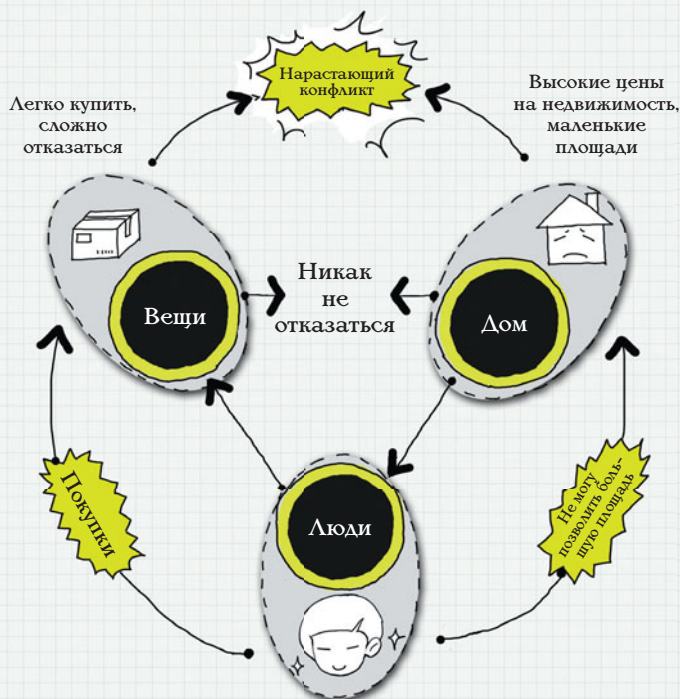 Нарастающий
конфликт
Легко купить,
сложно
отказаться
Высокие цены
на недвижимость,
маленькие
площади
Никак
не
отказаться
Вещи
Дом
Покупки
Не могу
позволить боль-
шую площадь
Люди